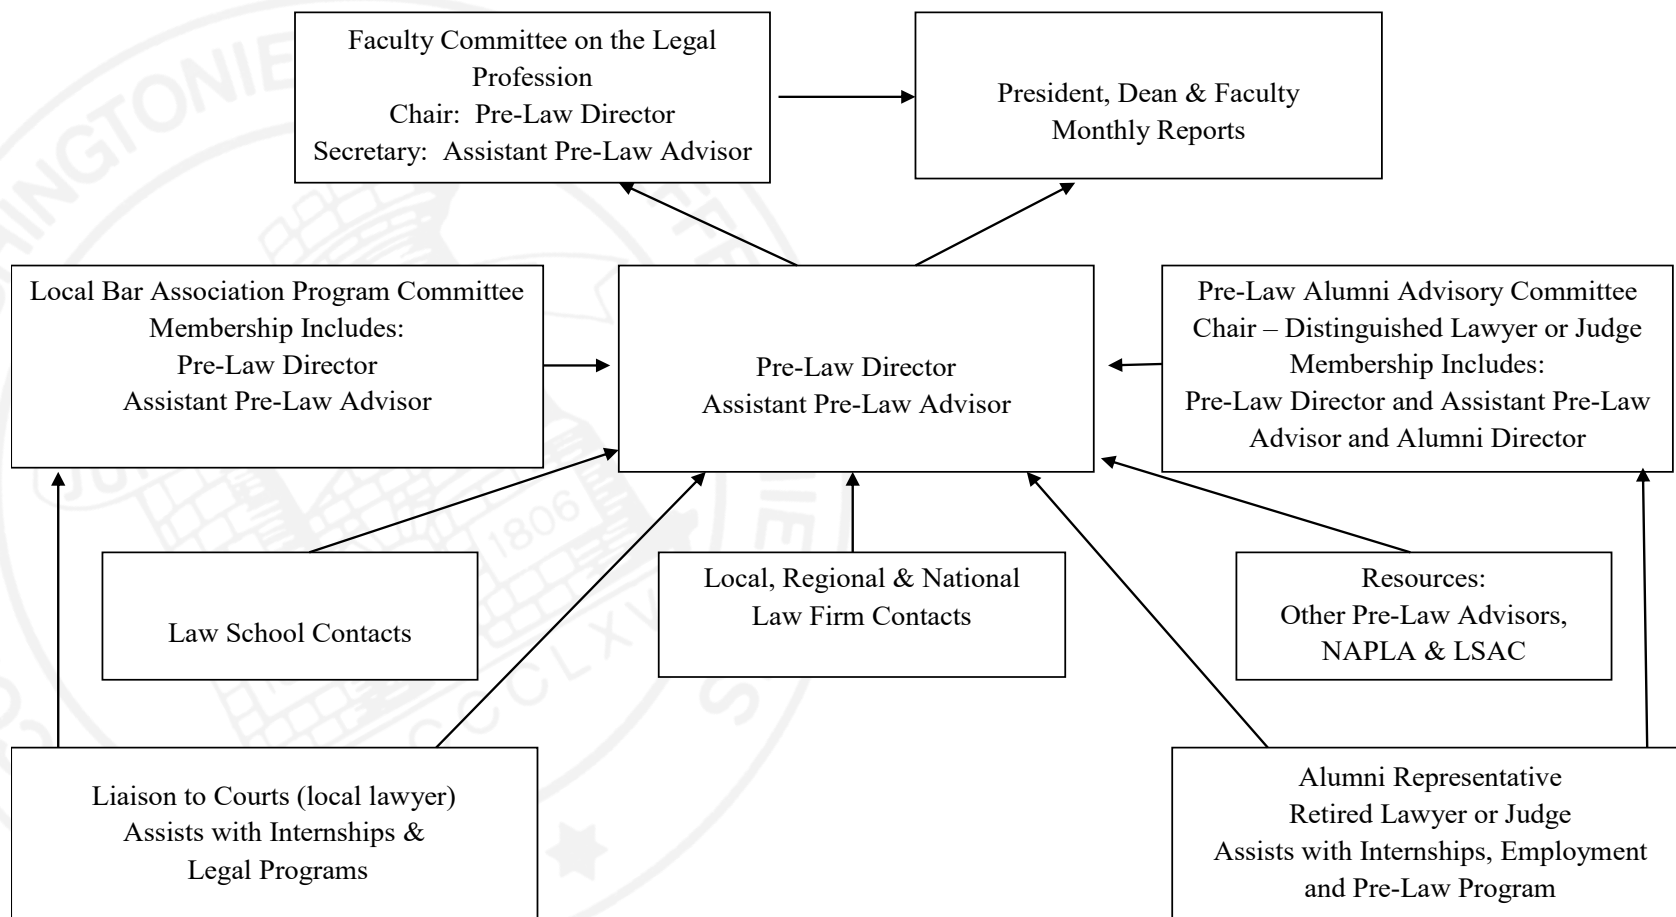 Faculty Committee on the Legal
Profession
Chair: Pre-Law Director
Secretary: Assistant Pre-Law Advisor
President, Dean & Faculty
Monthly Reports
Local Bar Association Program Committee
Membership Includes:
Pre-Law Director
Assistant Pre-Law Advisor
Pre-Law Director
Assistant Pre-Law Advisor
Pre-Law Alumni Advisory Committee
Chair – Distinguished Lawyer or Judge
Membership Includes:
Pre-Law Director and Assistant Pre-Law
Advisor and Alumni Director
Law School Contacts
Local, Regional & National
Law Firm Contacts
Resources:
Other Pre-Law Advisors,
NAPLA & LSAC
Liaison to Courts (local lawyer)
Assists with Internships &
Legal Programs
Alumni Representative
Retired Lawyer or Judge
Assists with Internships, Employment
and Pre-Law Program
1806